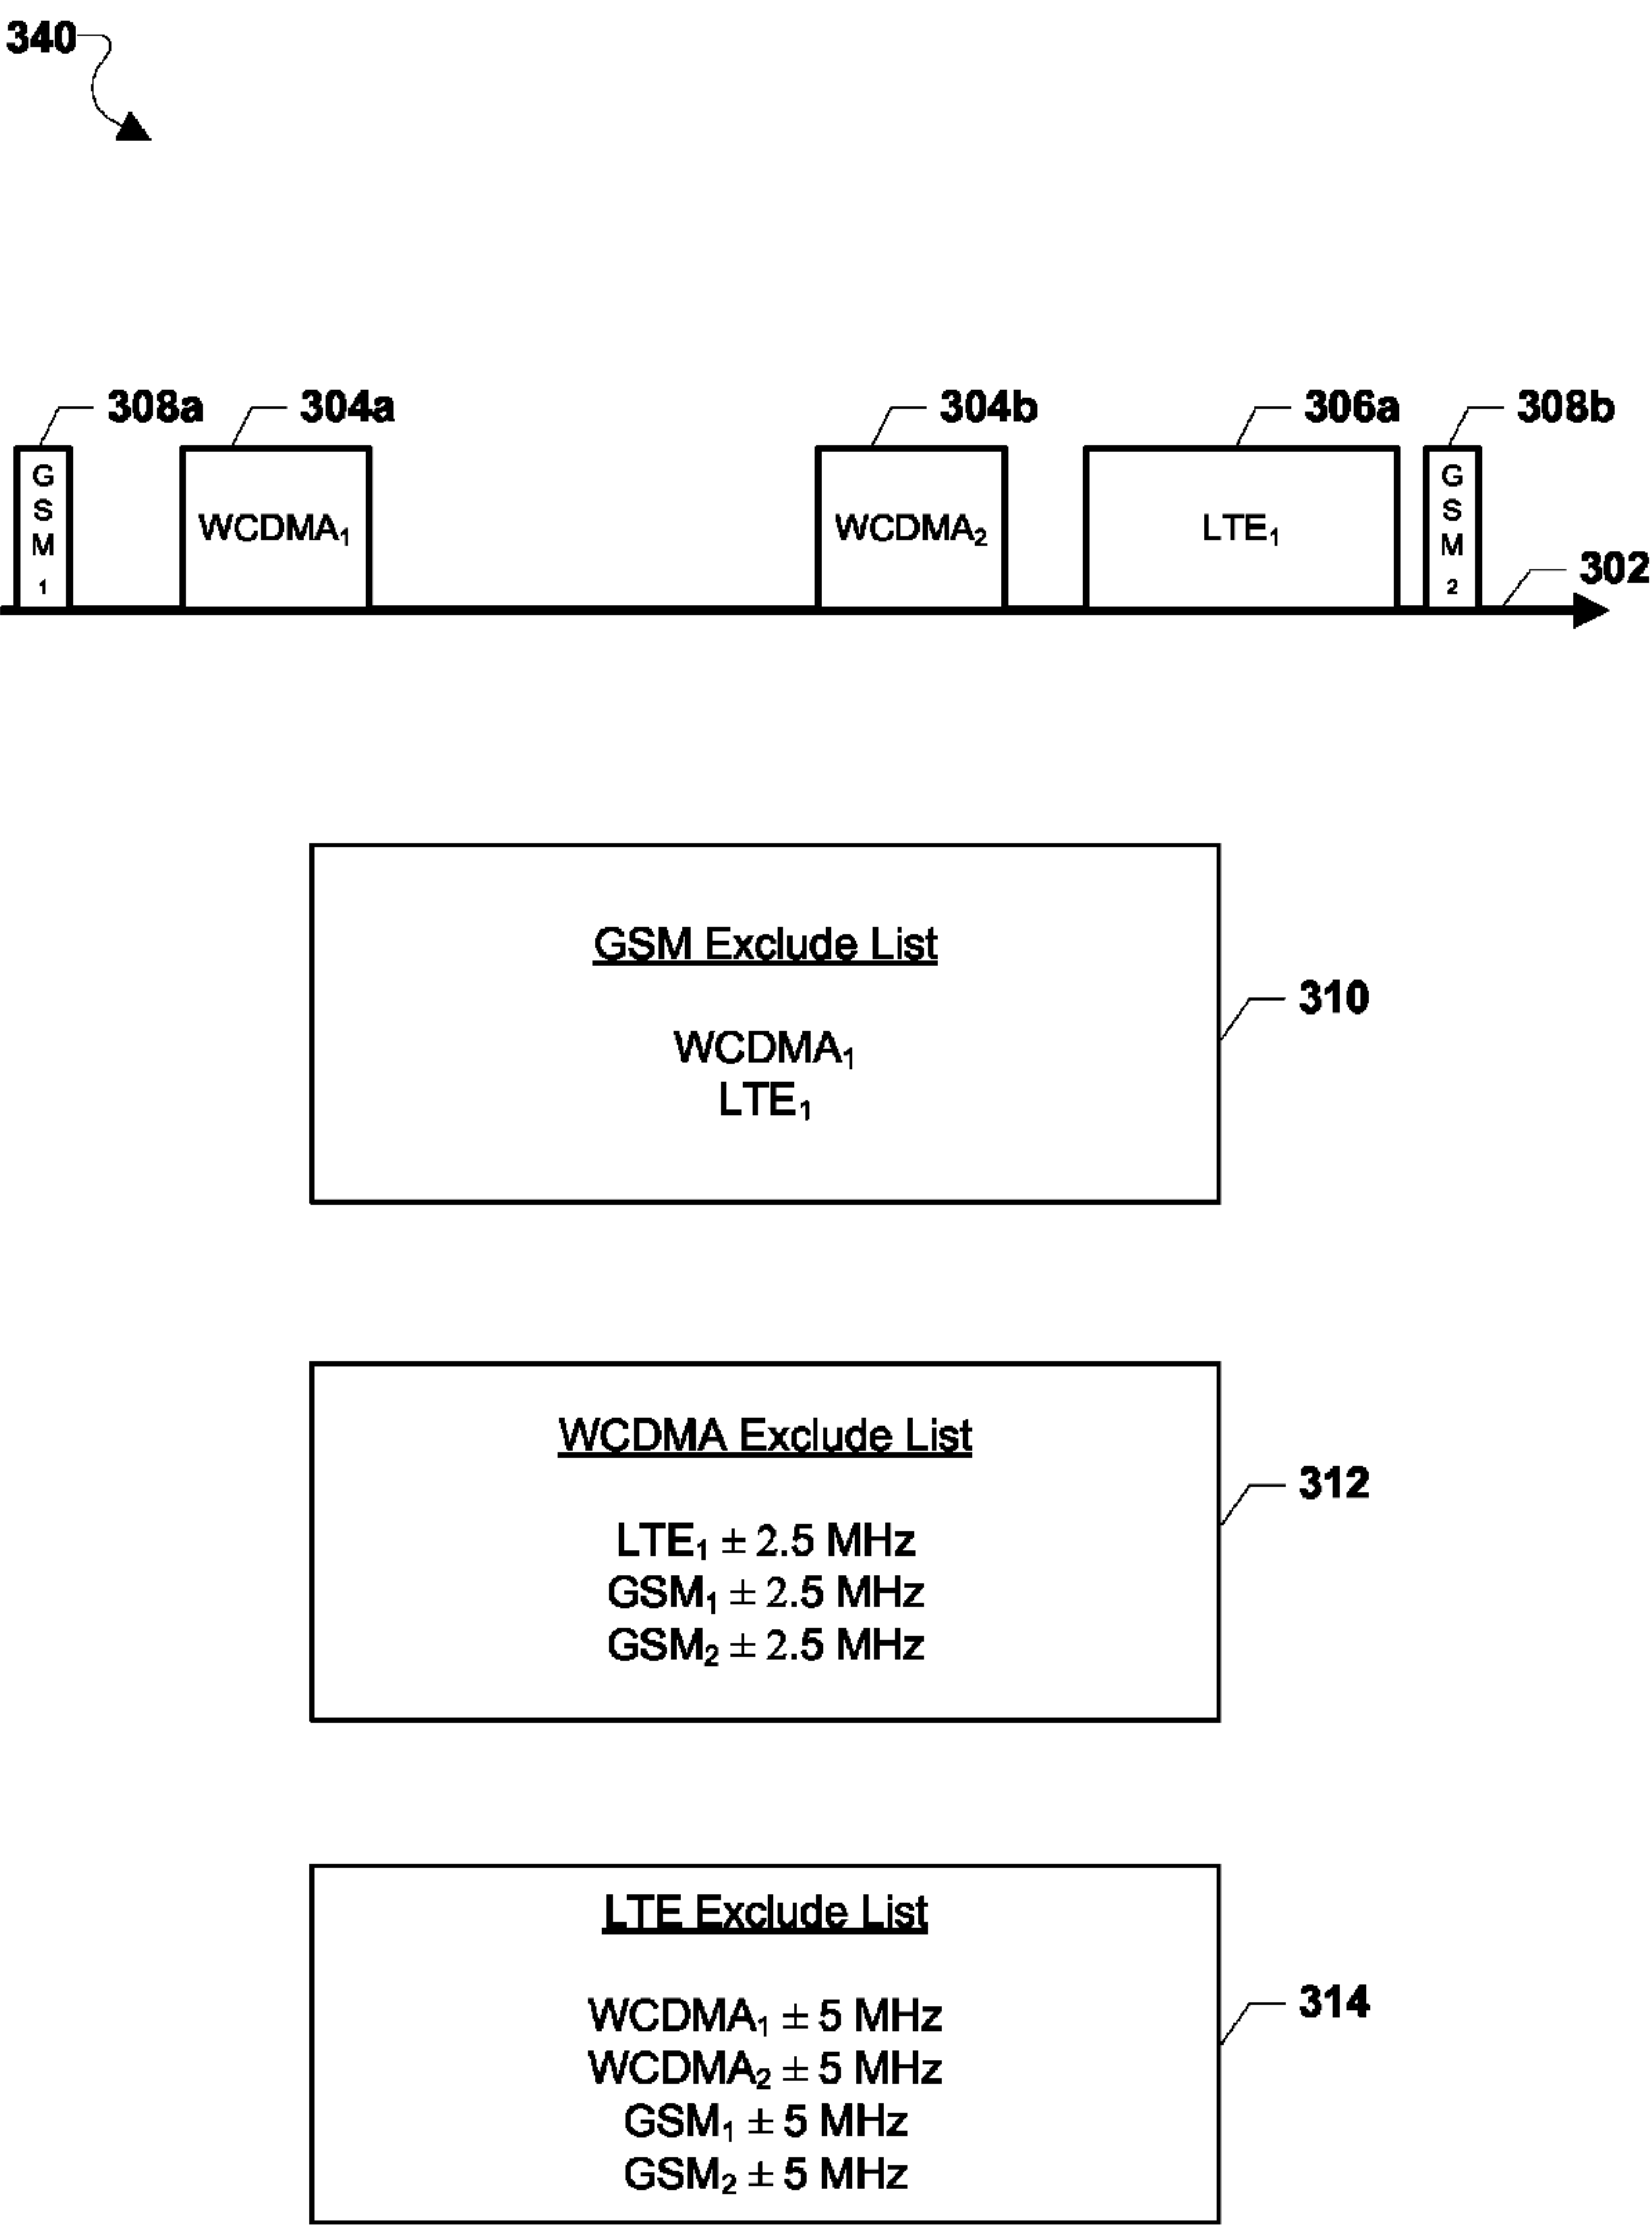 340
308a
304a
304b
306a
308b
GSM1
WCDMA1
WCDMA2
LTE1
GSM2
302
GSM Exclude List
310
WCDMA1
LTE1
WCDMA Exclude List
312
LTE1 ± 2.5 MHz
GSM1 ± 2.5 MHz
GSM2 ± 2.5 MHz
LTE Exclude List
314
WCDMA1 ± 5 MHz
WCDMA2 ± 5 MHz
GSM1 ± 5 MHz
GSM2 ± 5 MHz